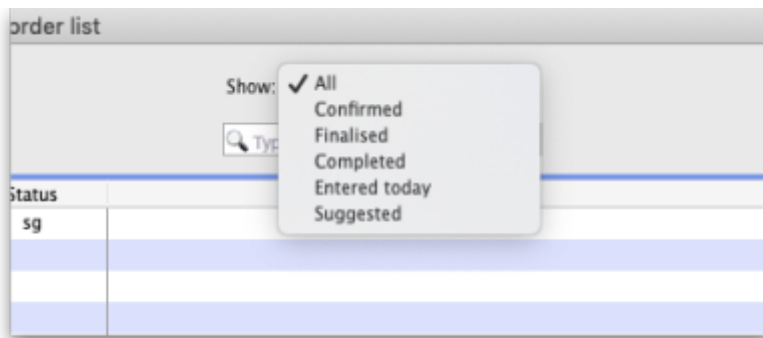 order list
Show: ✓ All
Confirmed
Finalised
Typ
Completed
Entered today
Suggested
Status
sg